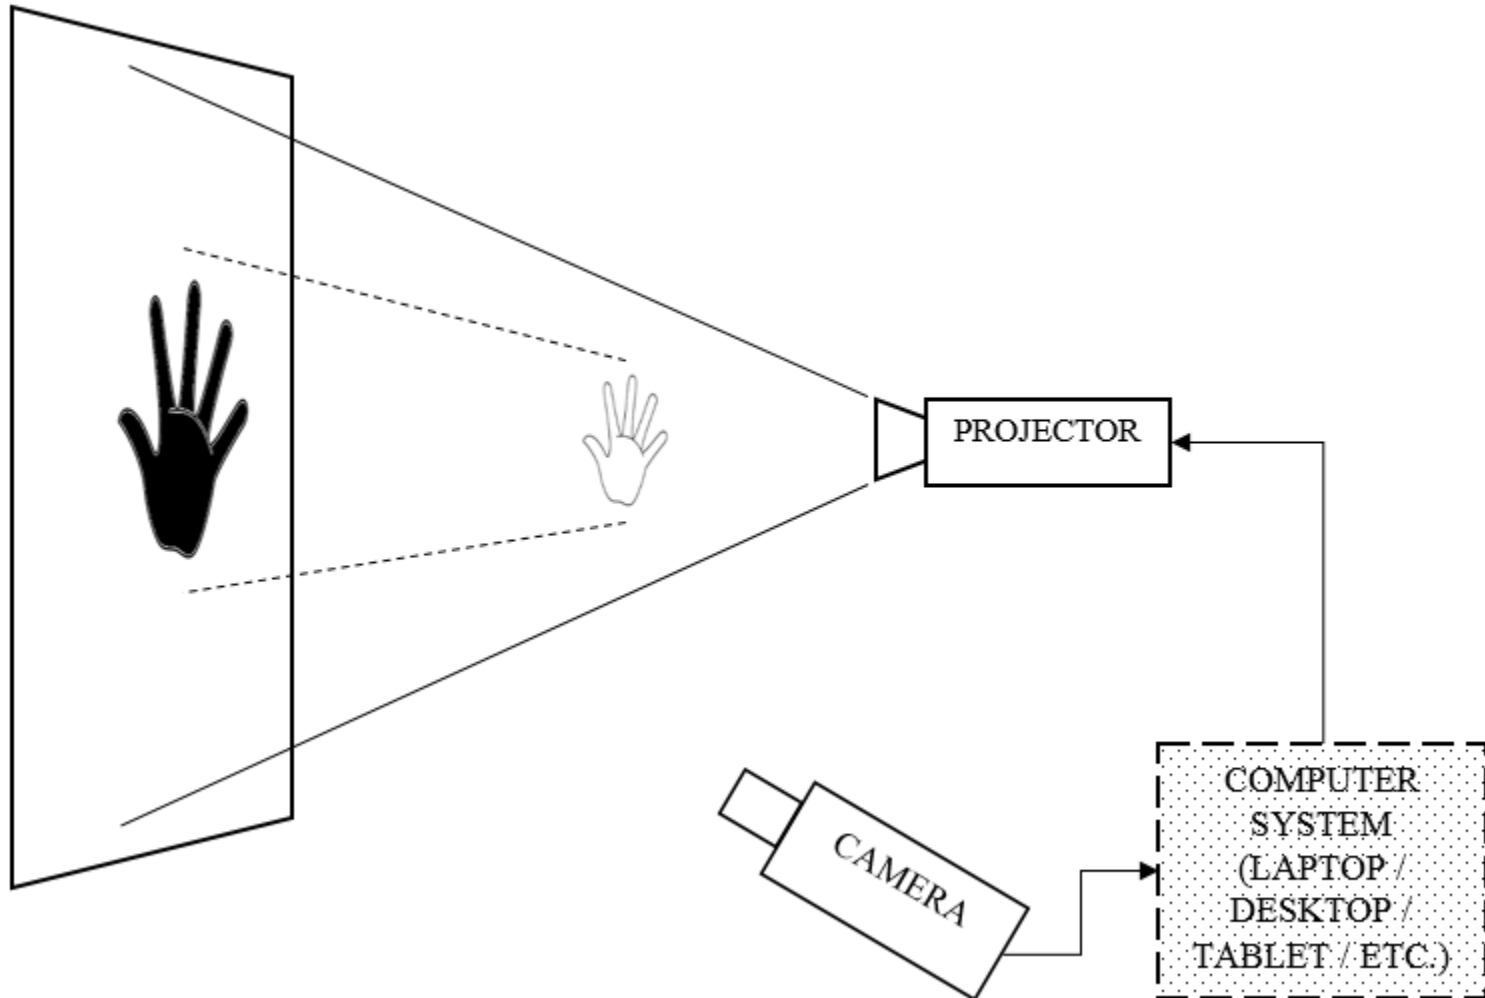 PROJECTOR
CAMERA
COMPUTER
SYSTEM
(LAPTOP /
DESKTOP /
TABLET / ETC.)